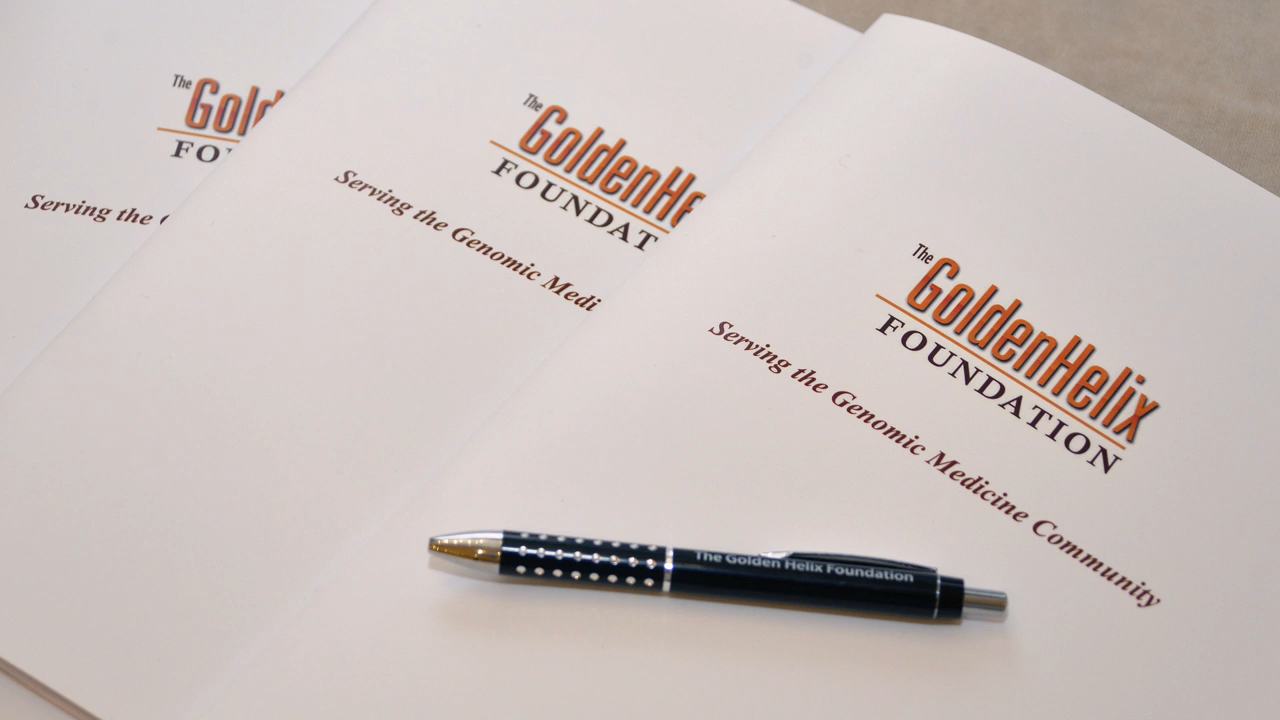 The
Gold
FO
Serving the
The
GoldenHe
FOUNDAT
Serving the Genomic Medi
The
GoldenHelix
FOUNDATION
Serving the Genomic Medicine Community
The Golden Helix Foundation